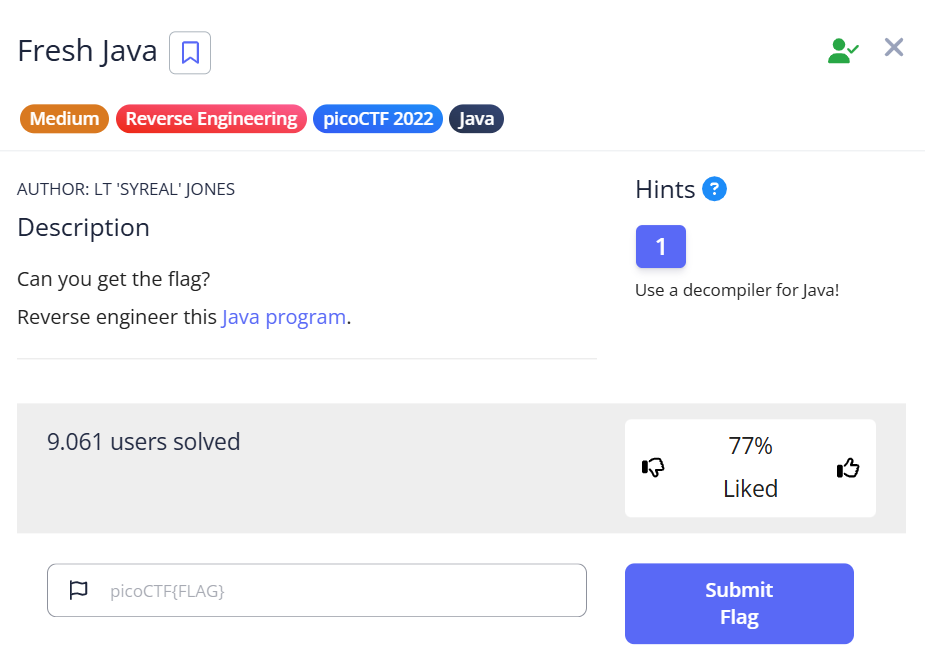 Fresh Java
Medium Reverse Engineering picoCTF 2022 Java
AUTHOR: LT 'SYREAL' JONES
Description
Can you get the flag?
Reverse engineer this Java program.
Hints ?
1
Use a decompiler for Java!
9.061 users solved
77%
Liked
picoCTF{FLAG}
Submit
Flag